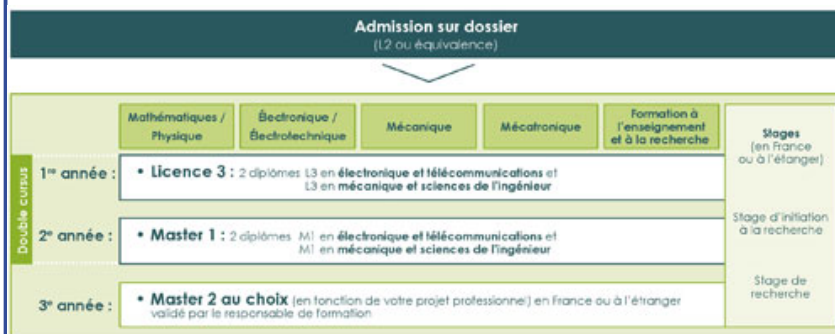 Admission sur dossier
(L2 ou équivalence)
Mathématiques /
Physique
Électronique /
Électrotechnique
Mécanique
Mécatronique
Formation à
l'enseignement
et à la recherche
Stages
(en France
ou à l'étanger)
Double cursus
1re année :
• Licence 3 : 2 diplômes L3 en électronique et télécommunications et
L3 en mécanique et sciences de l'ingénieur
2e année :
• Master 1 : 2 diplômes M1 en électronique et télécommunications et
M1 en mécanique et sciences de l'ingénieur
Stage d'initiation
à la recherche
3e année :
• Master 2 au choix (en fonction de votre projet professionnel) en France ou à l'étranger
validé par le responsable de formation
Stage de
recherche